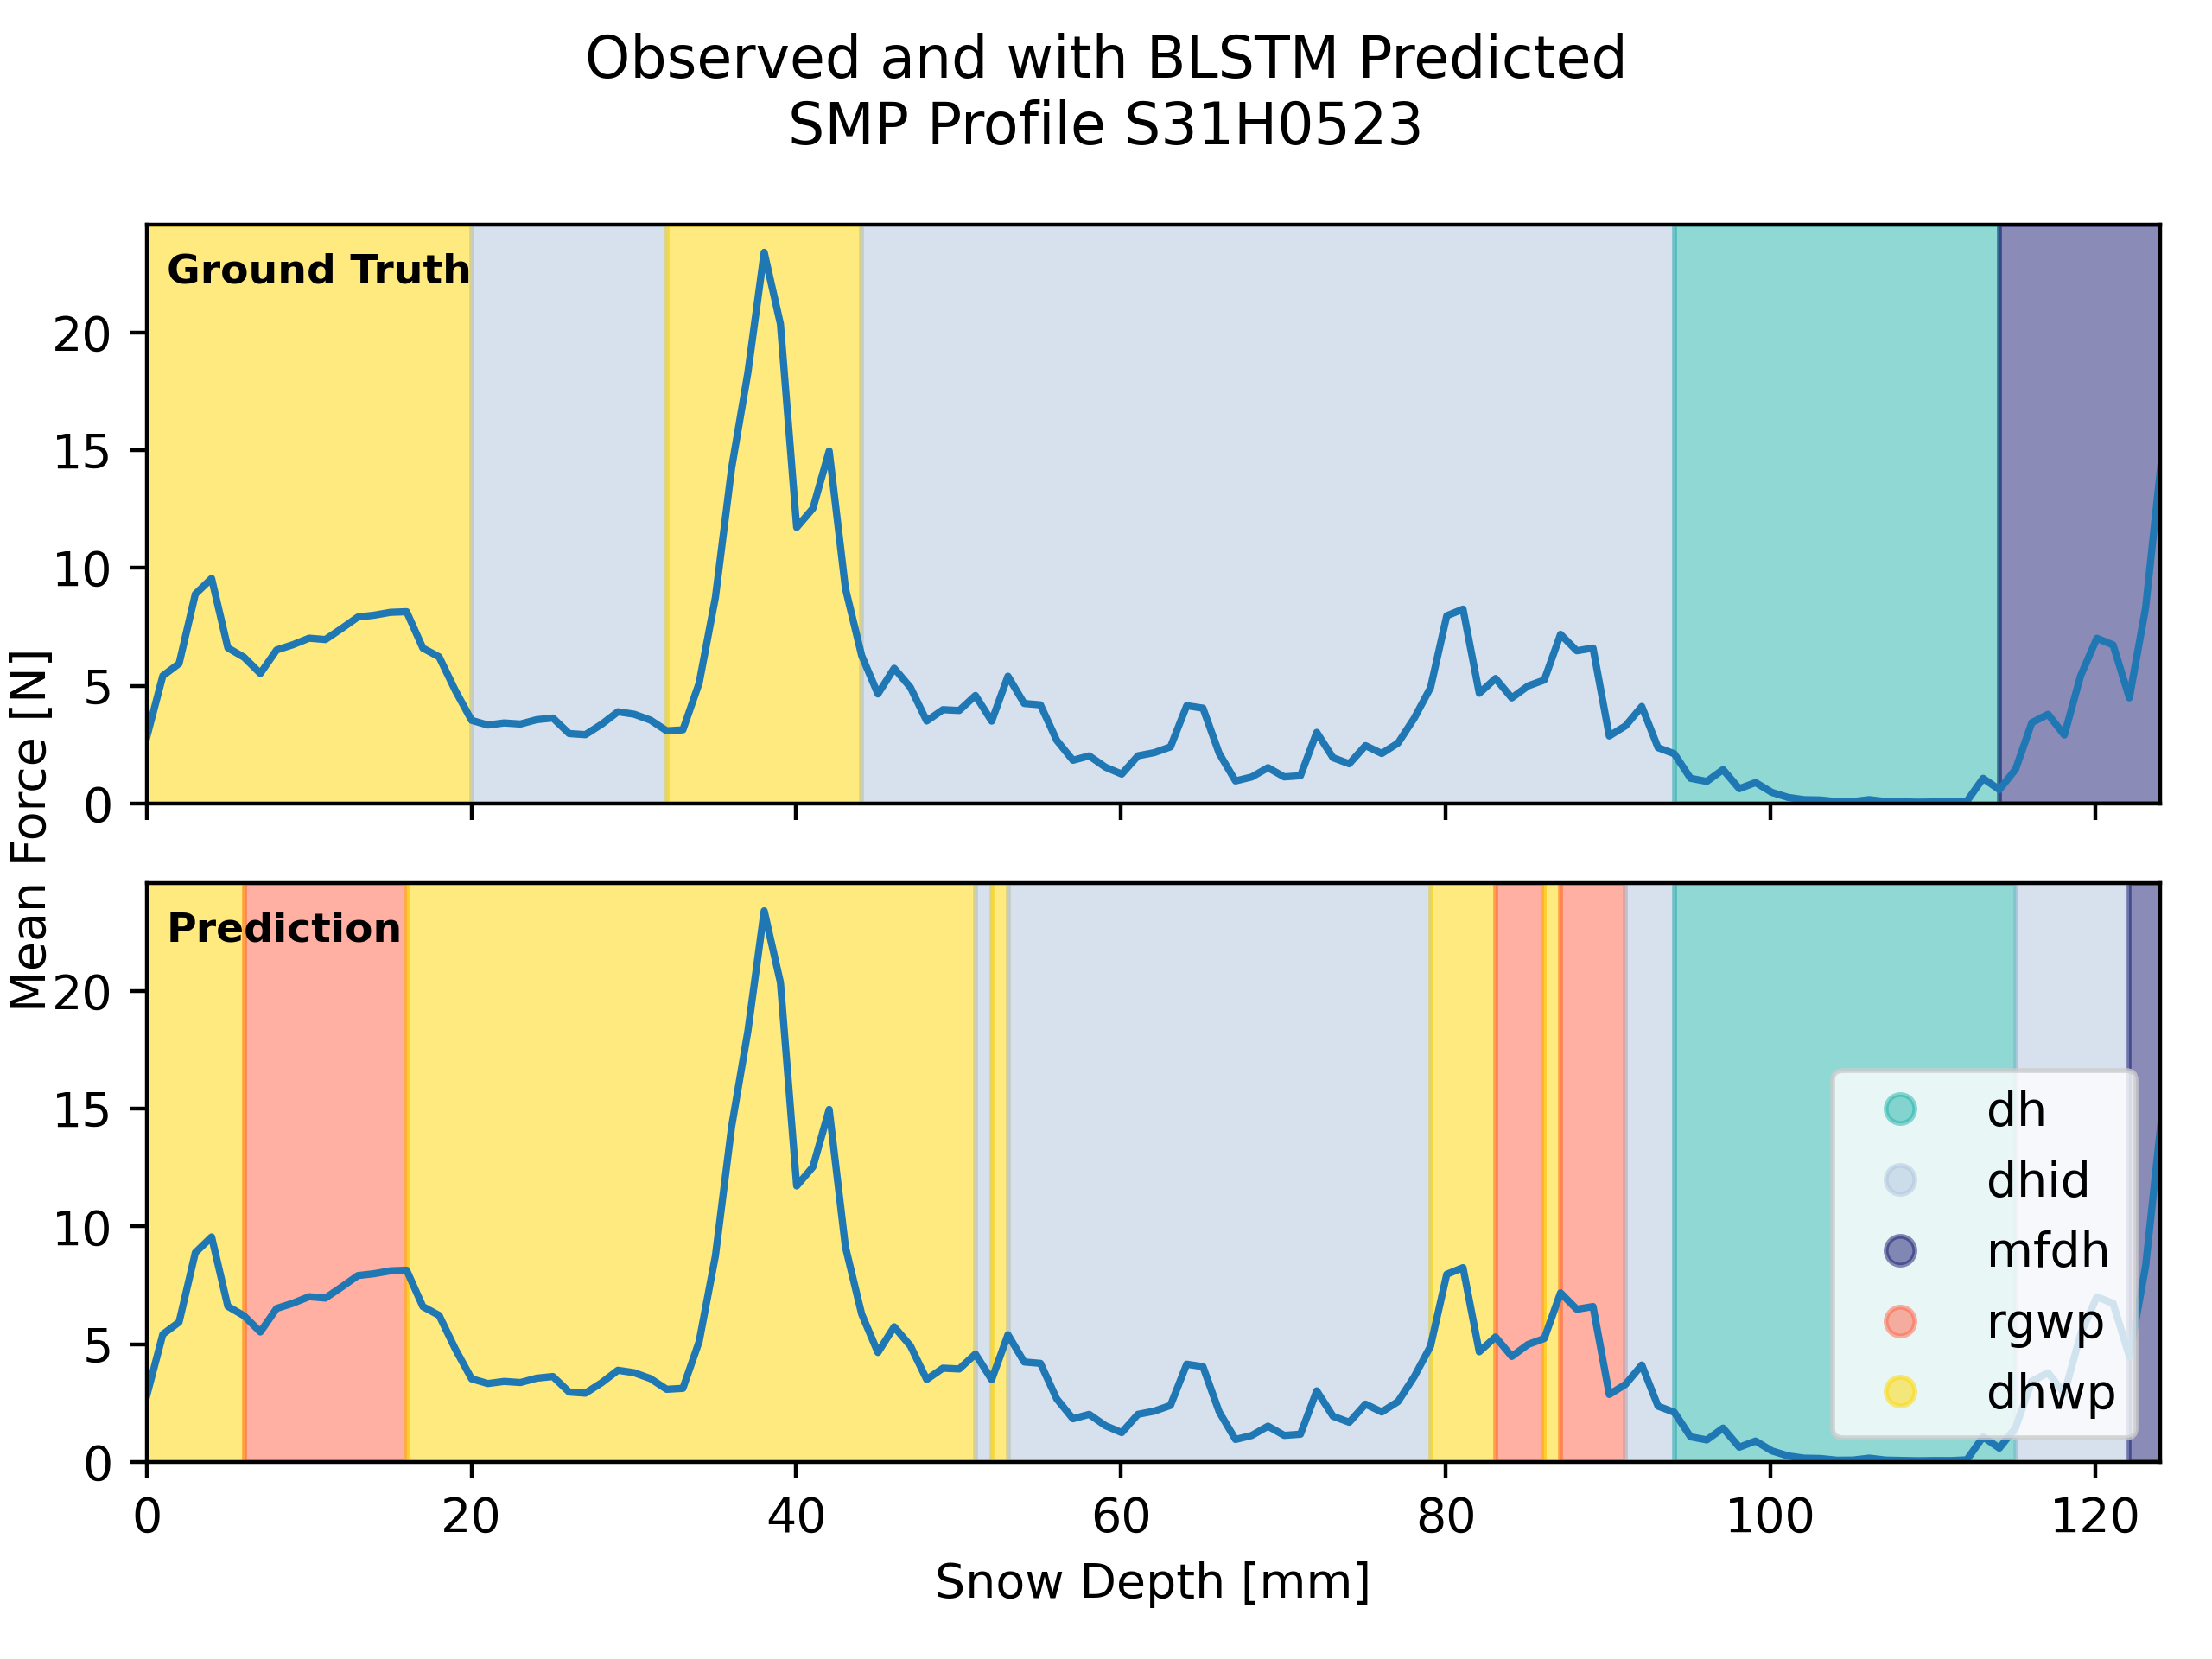 Observed and with BLSTM Predicted
SMP Profile S31H0523
Ground Truth
20
15
10
5
0
Mean Force [N]
Prediction
20
15
10
5
0
dh
dhid
mfdh
rgwp
dhwp
0 20 40 60 80 100 120
Snow Depth [mm]